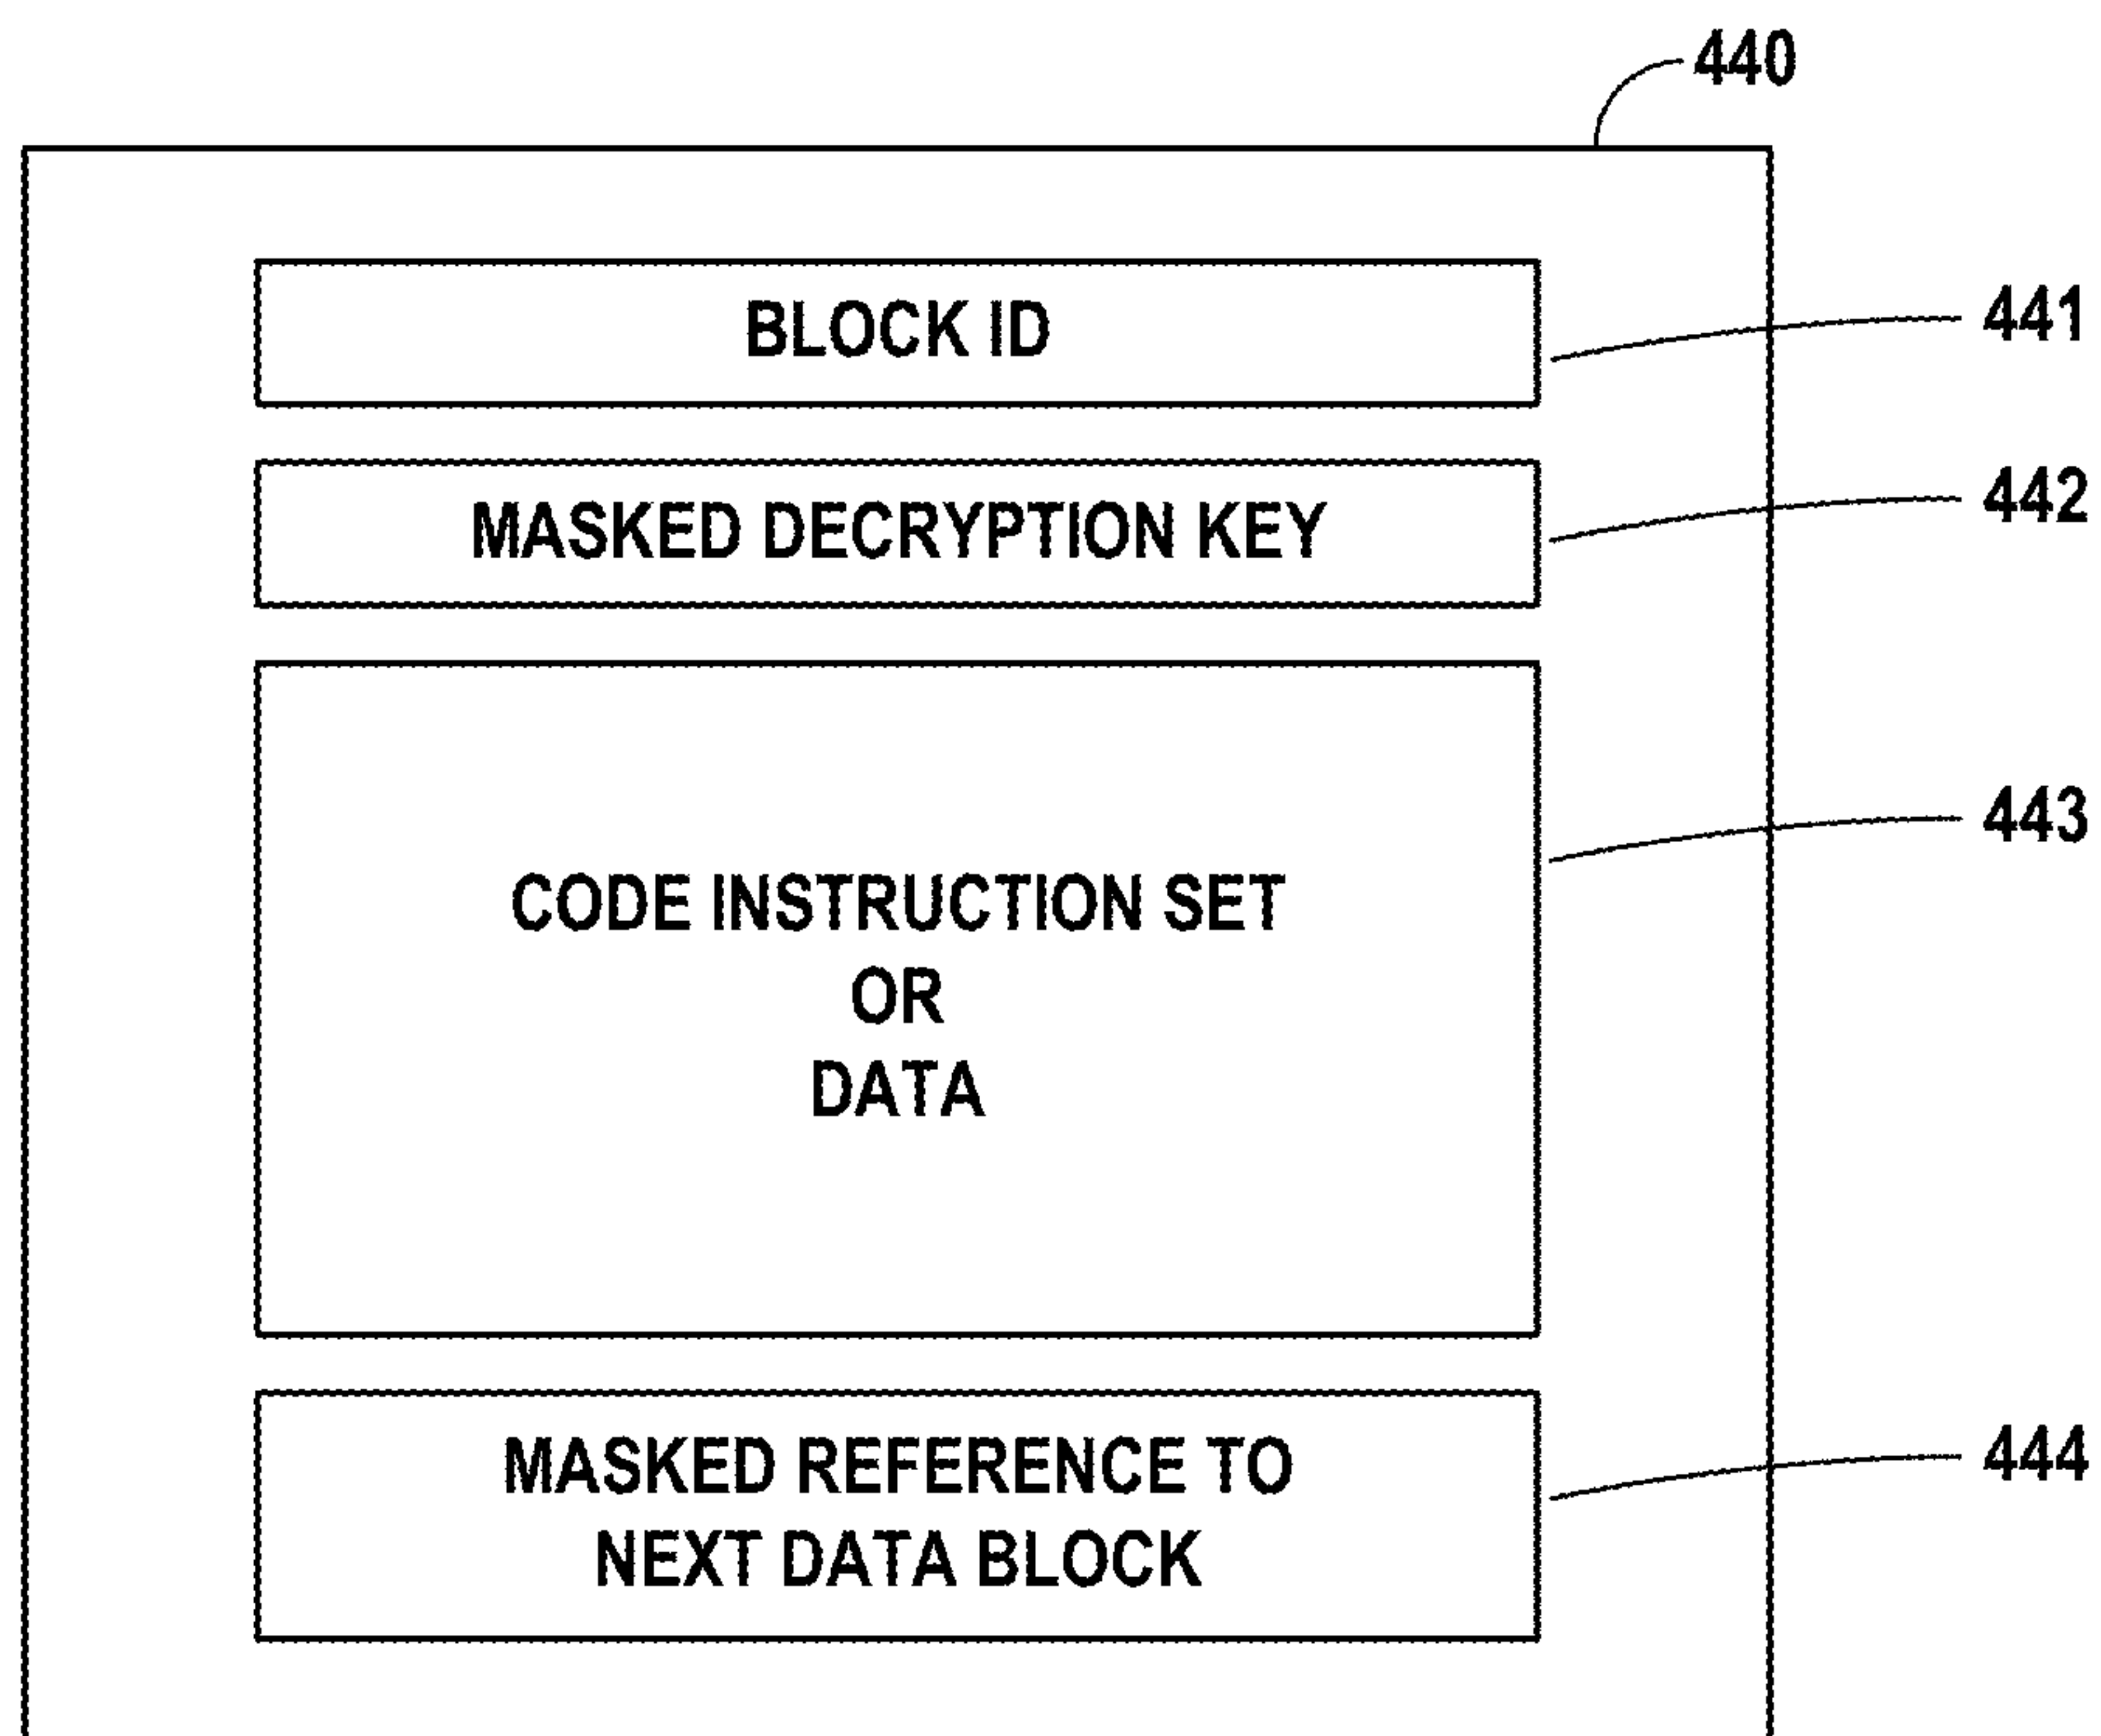 440
BLOCK ID
441
MASKED DECRYPTION KEY
442
CODE INSTRUCTION SET
OR
DATA
443
MASKED REFERENCE TO
NEXT DATA BLOCK
444